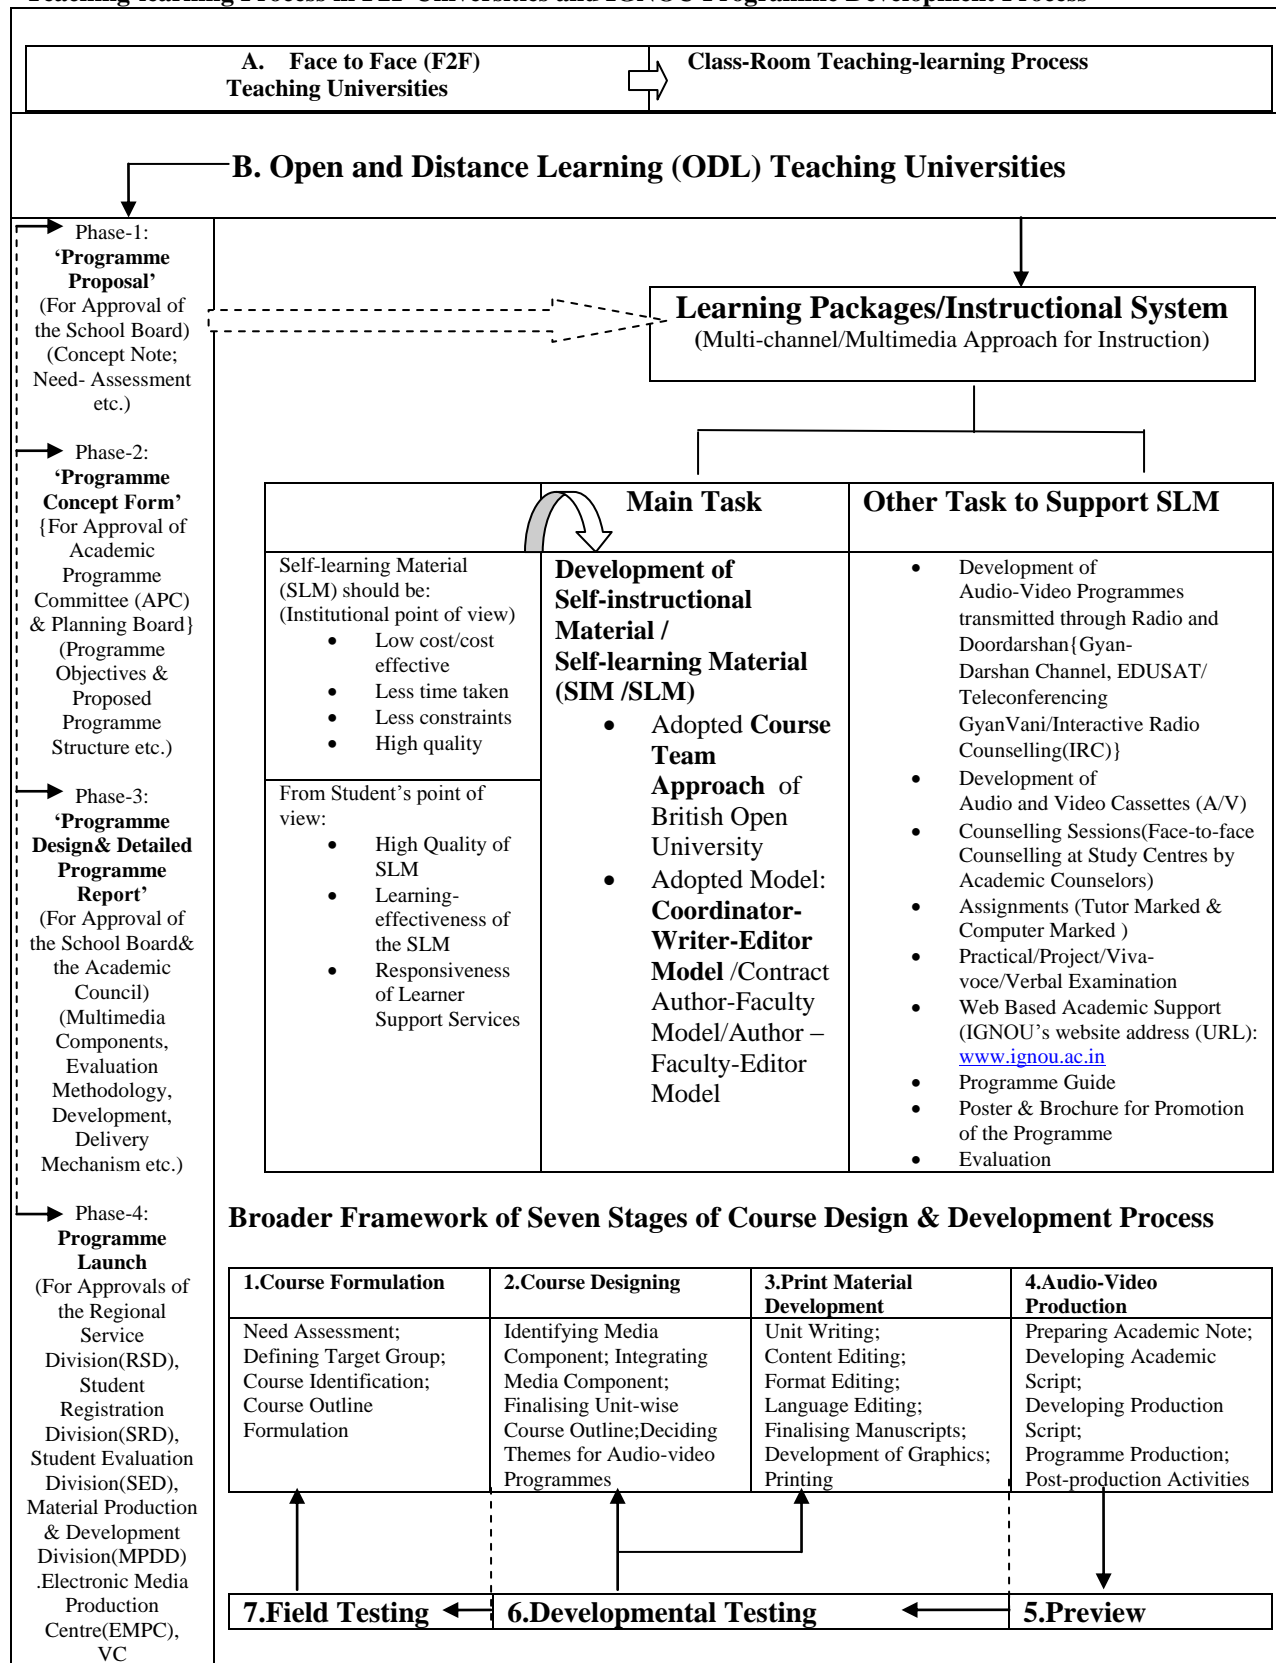 Teaching-learning Process in F2F Universities and IGNOU Programme Development Process
A. Face to Face (F2F)
Teaching Universities
Class-Room Teaching-learning Process
B. Open and Distance Learning (ODL) Teaching Universities
Phase-1:
‘Programme
Proposal’
(For Approval of
the School Board)
(Concept Note;
Need- Assessment
etc.)
Phase-2:
‘Programme
Concept Form’
{For Approval of
Academic
Programme
Committee (APC)
& Planning Board}
(Programme
Objectives &
Proposed
Programme
Structure etc.)
Phase-3:
‘Programme
Design& Detailed
Programme
Report’
(For Approval of
the School Board&
the Academic
Council)
(Multimedia
Components,
Evaluation
Methodology,
Development,
Delivery
Mechanism etc.)
Phase-4:
Programme
Launch
(For Approvals of
the Regional
Service
Division(RSD),
Student
Registration
Division(SRD),
Student Evaluation
Division(SED),
Material Production
& Development
Division(MPDD)
.Electronic Media
Production
Centre(EMPC),
VC
Learning Packages/Instructional System
(Multi-channel/Multimedia Approach for Instruction)
Main Task
Other Task to Support SLM
Self-learning Material
(SLM) should be:
(Institutional point of view)
• Low cost/cost
effective
• Less time taken
• Less constraints
• High quality
From Student’s point of
view:
• High Quality of
SLM
• Learning-
effectiveness of
the SLM
• Responsiveness
of Learner
Support Services
Development of
Self-instructional
Material /
Self-learning Material
(SIM /SLM)
• Adopted Course
Team
Approach of
British Open
University
• Adopted Model:
Coordinator-
Writer-Editor
Model /Contract
Author-Faculty
Model/Author –
Faculty-Editor
Model
• Development of
Audio-Video Programmes
transmitted through Radio and
Doordarshan{Gyan-
Darshan Channel, EDUSAT/
Teleconferencing
GyanVani/Interactive Radio
Counselling(IRC)}
• Development of
Audio and Video Cassettes (A/V)
• Counselling Sessions(Face-to-face
Counselling at Study Centres by
Academic Counselors)
• Assignments (Tutor Marked &
Computer Marked )
• Practical/Project/Viva-
voce/Verbal Examination
• Web Based Academic Support
(IGNOU’s website address (URL):
www.ignou.ac.in
• Programme Guide
• Poster & Brochure for Promotion
of the Programme
• Evaluation
Broader Framework of Seven Stages of Course Design & Development Process
1.Course Formulation
Need Assessment;
Defining Target Group;
Course Identification;
Course Outline
Formulation
2.Course Designing
Identifying Media
Component; Integrating
Media Component;
Finalising Unit-wise
Course Outline;Deciding
Themes for Audio-video
Programmes
3.Print Material
Development
Unit Writing;
Content Editing;
Format Editing;
Language Editing;
Finalising Manuscripts;
Development of Graphics;
Printing
4.Audio-Video
Production
Preparing Academic Note;
Developing Academic
Script;
Developing Production
Script;
Programme Production;
Post-production Activities
7.Field Testing
6.Developmental Testing
5.Preview